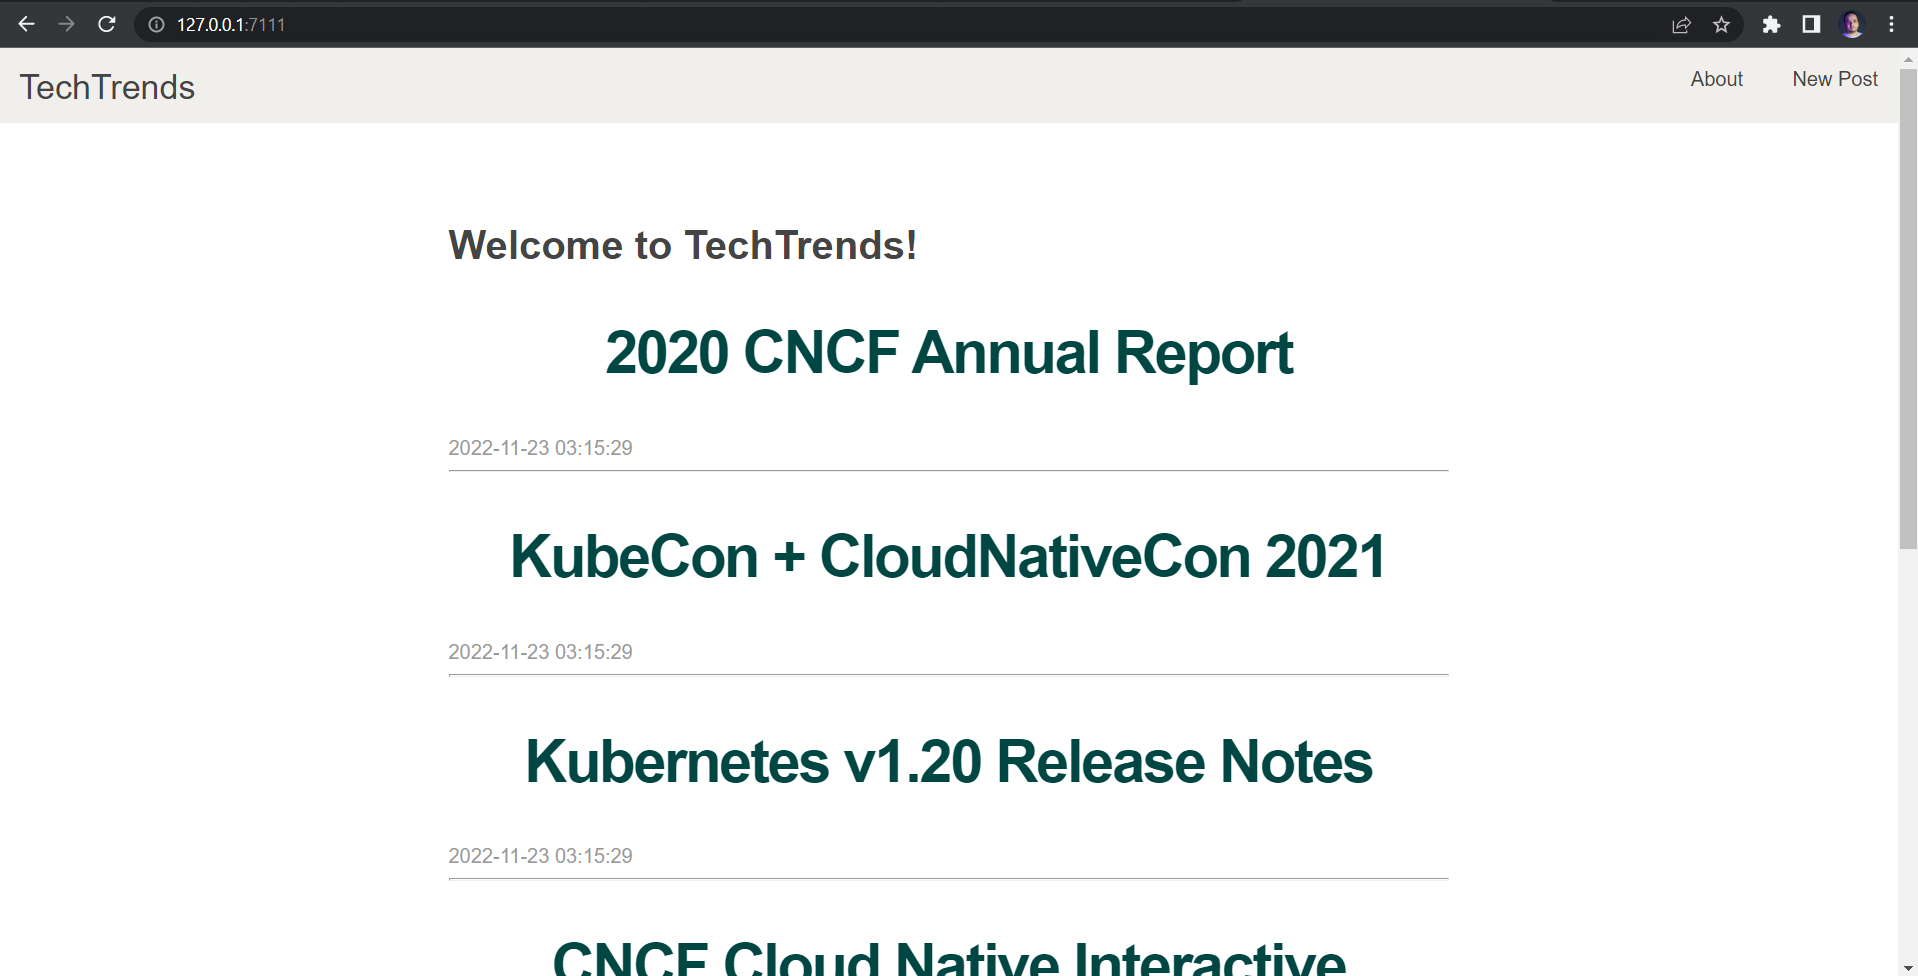 127.0.0.1:7111
TechTrends
About
New Post
Welcome to TechTrends!
2020 CNCF Annual Report
2022-11-23 03:15:29
KubeCon + CloudNativeCon 2021
2022-11-23 03:15:29
Kubernetes v1.20 Release Notes
2022-11-23 03:15:29
CNCF Cloud Native Interactive